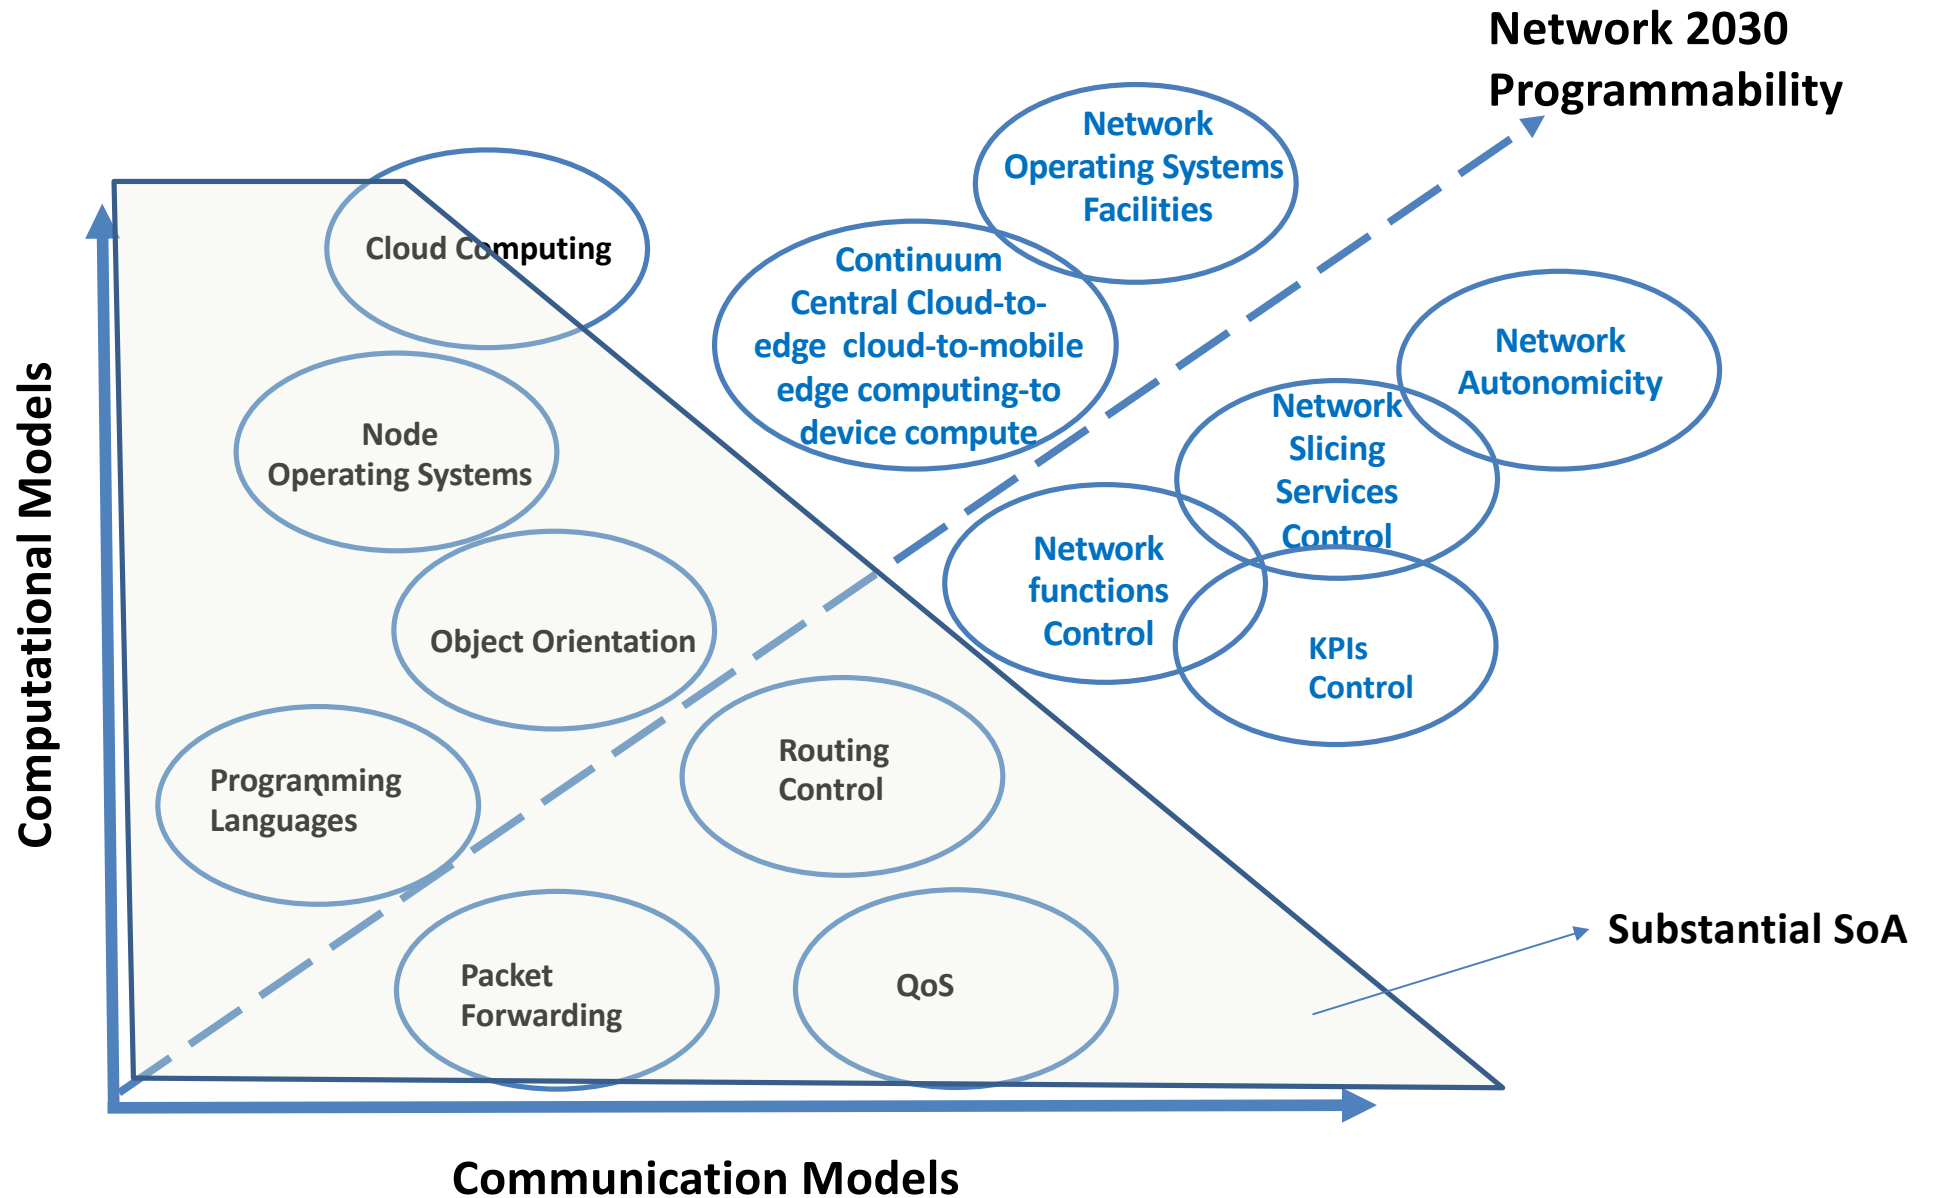 Network 2030
Programmability
Network
Operating Systems
Facilities
Cloud Computing
Continuum
Central Cloud-to-
edge  cloud-to-mobile
edge computing-to
device compute
Network
Autonomicity
Network
Slicing
Services
Control
Node
Operating Systems
Network
functions
Control
Object Orientation
KPIs
Control
Computational Models
Programming
Languages
Routing
Control
Substantial SoA
Packet
Forwarding
QoS
Communication Models